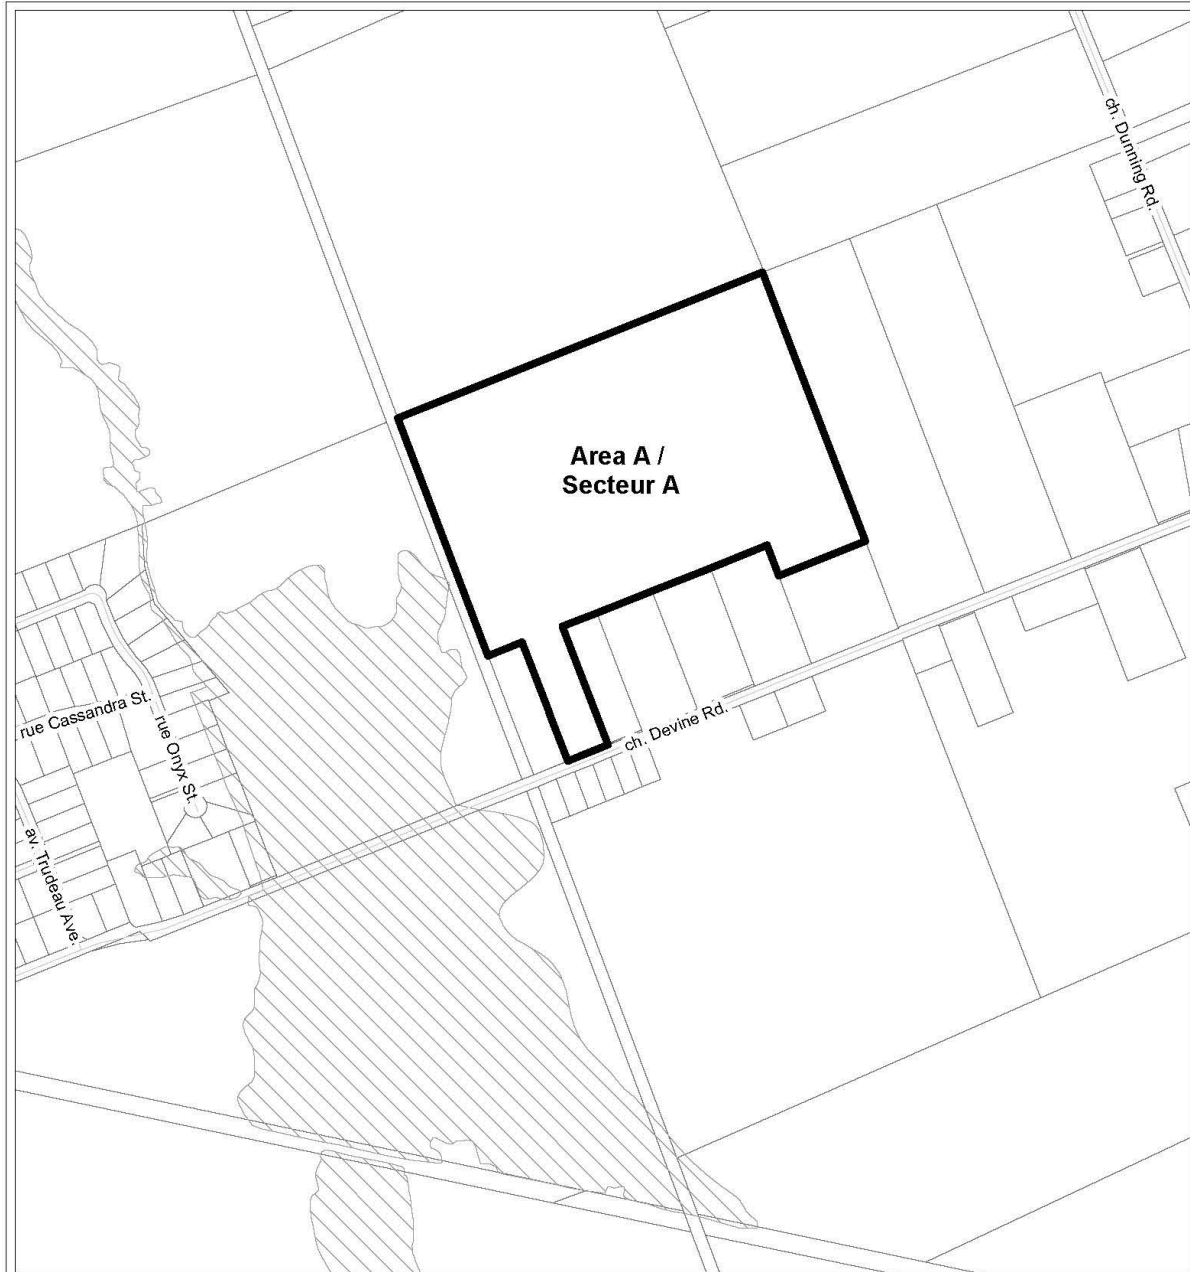 ch. Dunning Rd.
Area A /
Secteur A
rue Cassandra St.
rue Onyx St.
ch. Devine Rd.
av. Trudeau Ave.